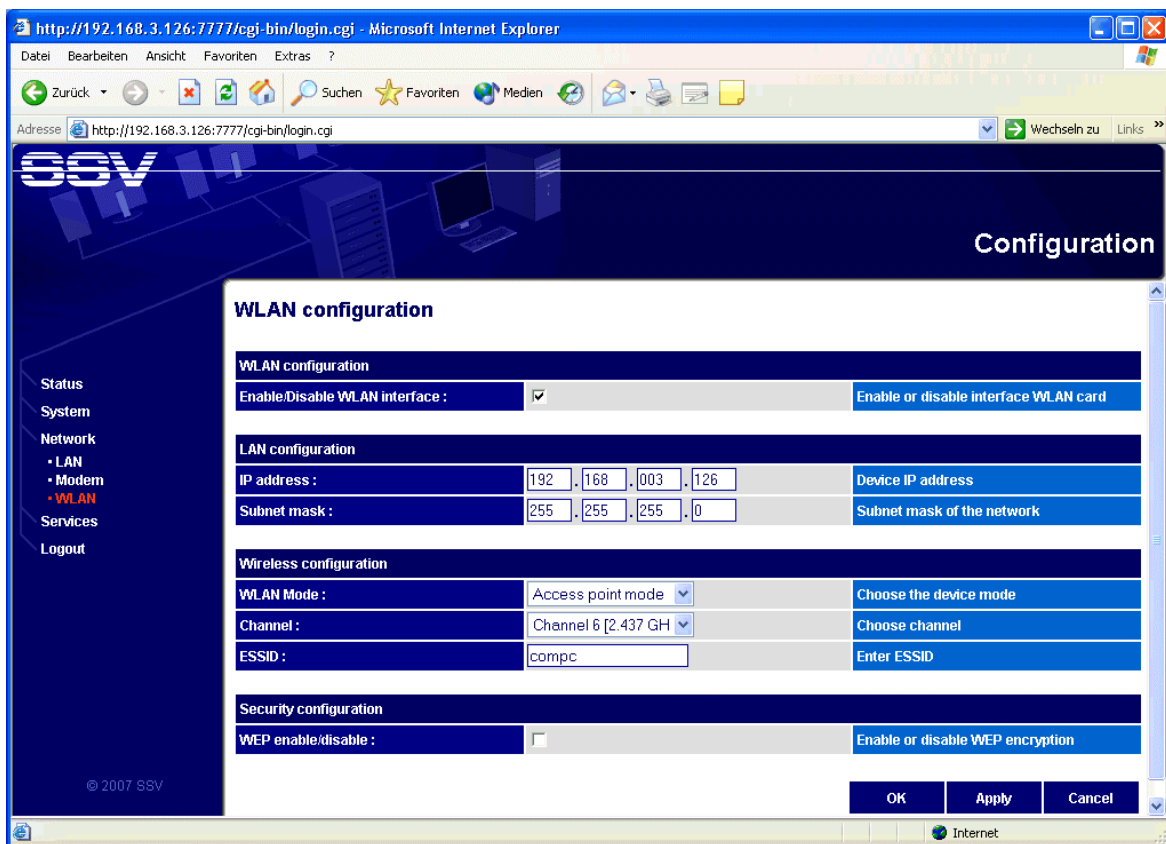 http://192.168.3.126:7777/cgi-bin/login.cgi - Microsoft Internet Explorer
Datei Bearbeiten Ansicht Favoriten Extras ?
Zurück Suchen Favoriten Medien
Adresse http://192.168.3.126:7777/cgi-bin/login.cgi Wechseln zu Links »
SSV
Configuration
Status
System
Network
• LAN
• Modem
• WLAN
Services
Logout
© 2007 SSV
WLAN configuration
WLAN configuration
Enable/Disable WLAN interface : Enable or disable interface WLAN card
LAN configuration
IP address : 192 . 168 . 003 . 126 Device IP address
Subnet mask : 255 . 255 . 255 . 0 Subnet mask of the network
Wireless configuration
WLAN Mode : Access point mode Choose the device mode
Channel : Channel 6 [2.437 GH Choose channel
ESSID : compc Enter ESSID
Security configuration
WEP enable/disable : Enable or disable WEP encryption
OK Apply Cancel
Internet